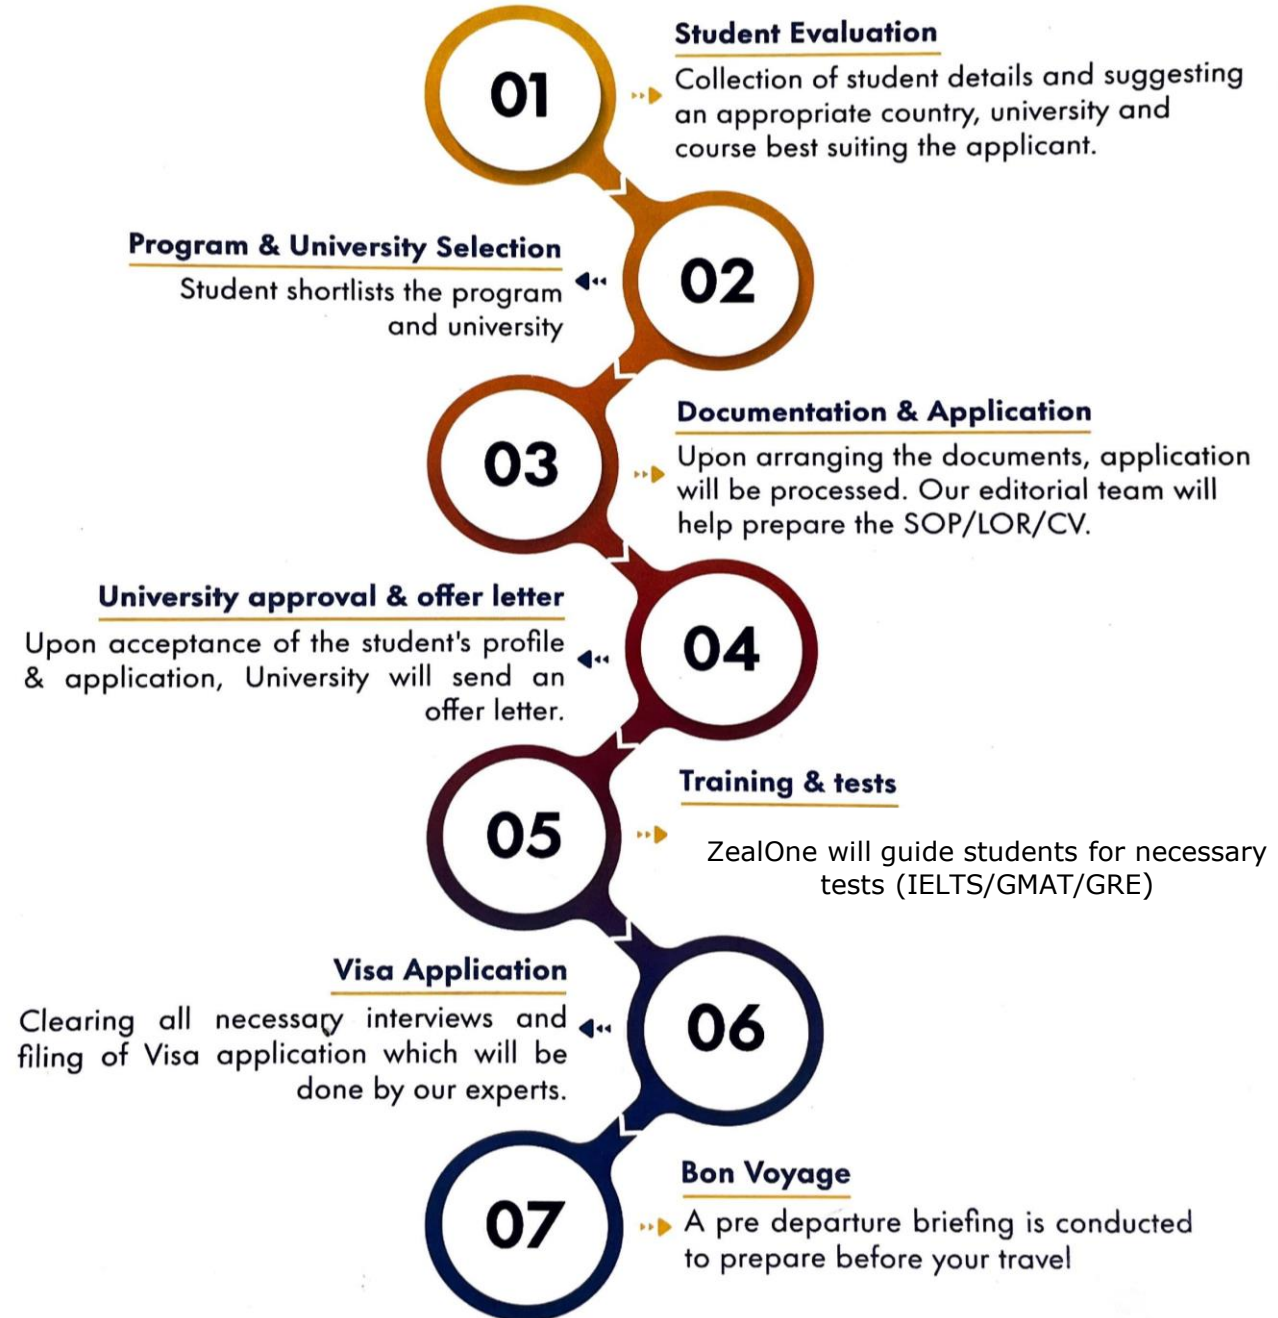 01
Student Evaluation
Collection of student details and suggesting
an appropriate country, university and
course best suiting the applicant.
02
Program & University Selection
Student shortlists the program
and university
03
Documentation & Application
Upon arranging the documents, application
will be processed. Our editorial team will
help prepare the SOP/LOR/CV.
04
University approval & offer letter
Upon acceptance of the student's profile
& application, University will send an
offer letter.
05
Training & tests
ZealOne will guide students for necessary
tests (IELTS/GMAT/GRE)
06
Visa Application
Clearing all necessary interviews and
filing of Visa application which will be
done by our experts.
07
Bon Voyage
A pre departure briefing is conducted
to prepare before your travel